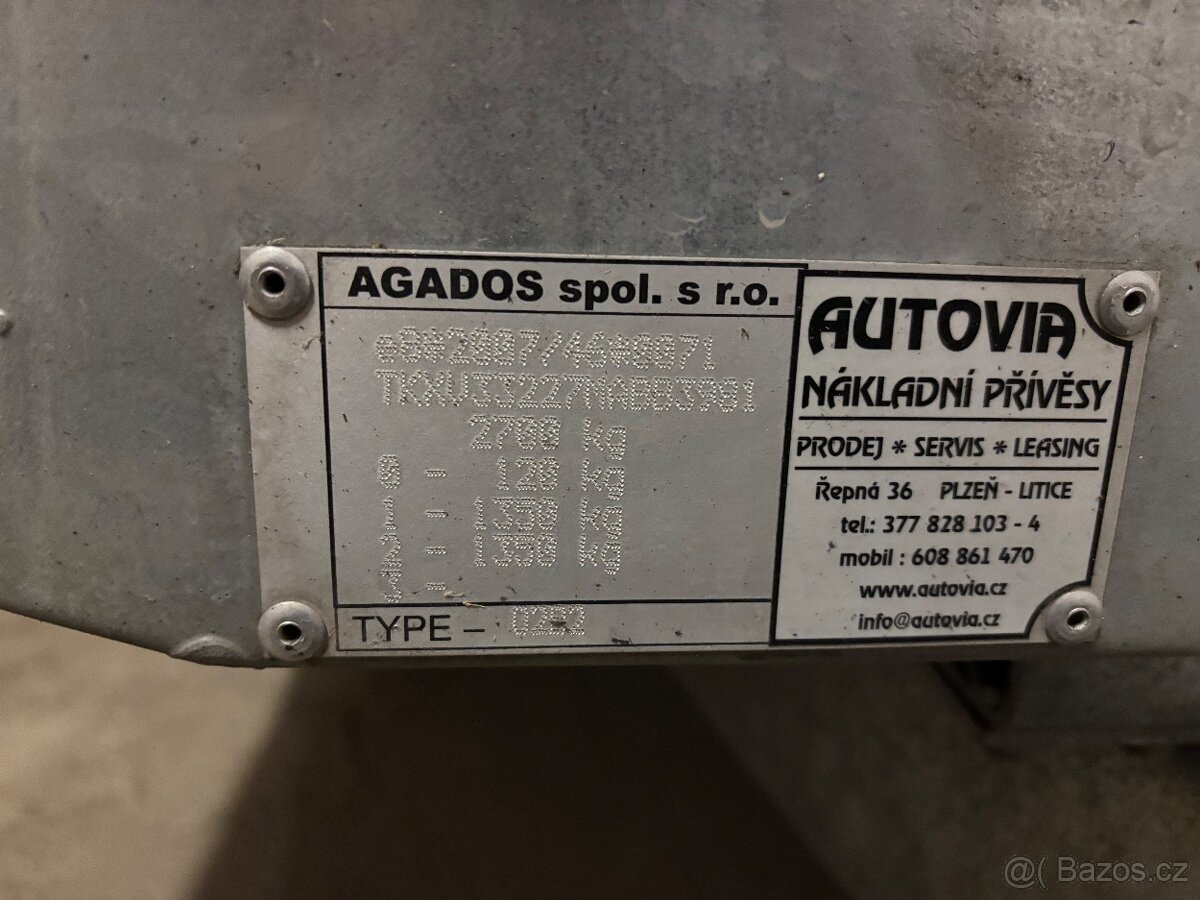 AGADOS spol. s r.o.
e8*2007/46*0071
2700 kg
0 - 120 kg
1 - 1350 kg
2 - 1350 kg
3 -
TYPE -
AUTOVIA
NÁKLADNÍ PŘÍVĚSY
PRODEJ * SERVIS * LEASING
Řepná 36 PLZEŇ - LITICE
tel.: 377 828 103 - 4
mobil : 608 861 470
www.autovia.cz
info@autovia.cz
@( Bazos.cz